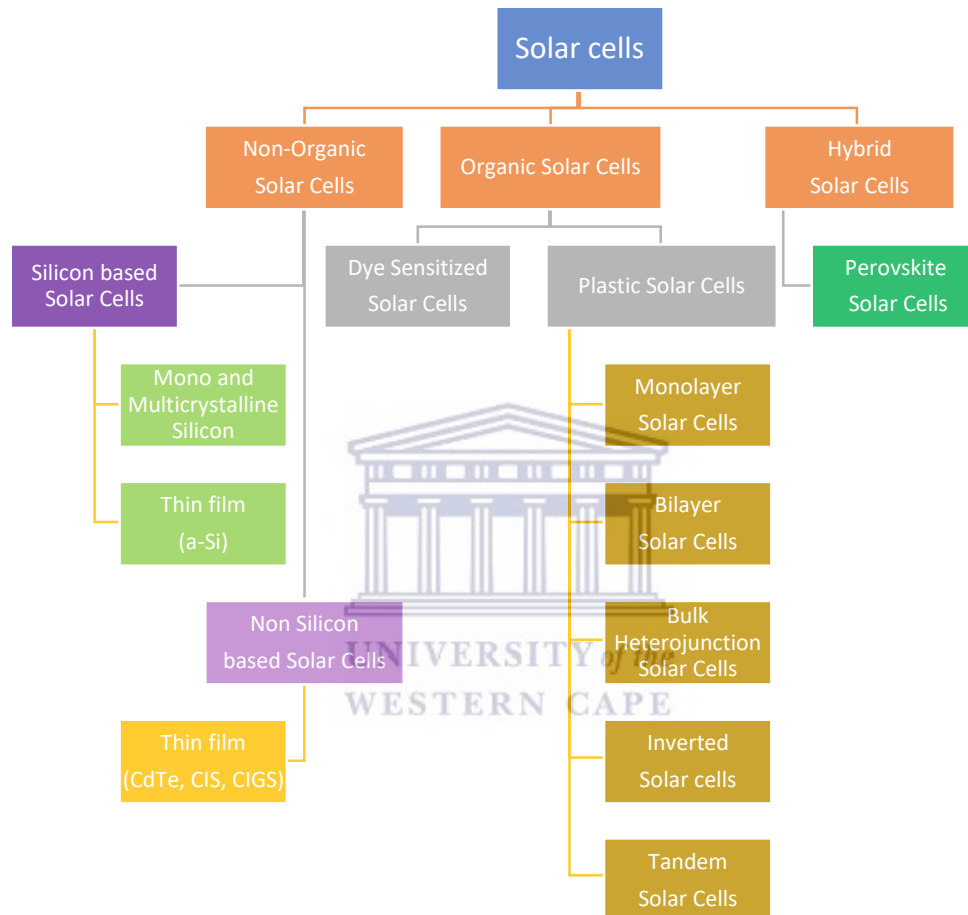 Solar cells
Non-Organic
Solar Cells
Organic Solar Cells
Hybrid
Solar Cells
Silicon based
Solar Cells
Dye Sensitized
Solar Cells
Plastic Solar Cells
Perovskite
Solar Cells
Mono and
Multicrystalline
Silicon
Monolayer
Solar Cells
Thin film
(a-Si)
Bilayer
Solar Cells
Non Silicon
based Solar Cells
Bulk
Heterojunction
Solar Cells
UNIVERSITY of the
WESTERN CAPE
Thin film
(CdTe, CIS, CIGS)
Inverted
Solar cells
Tandem
Solar Cells